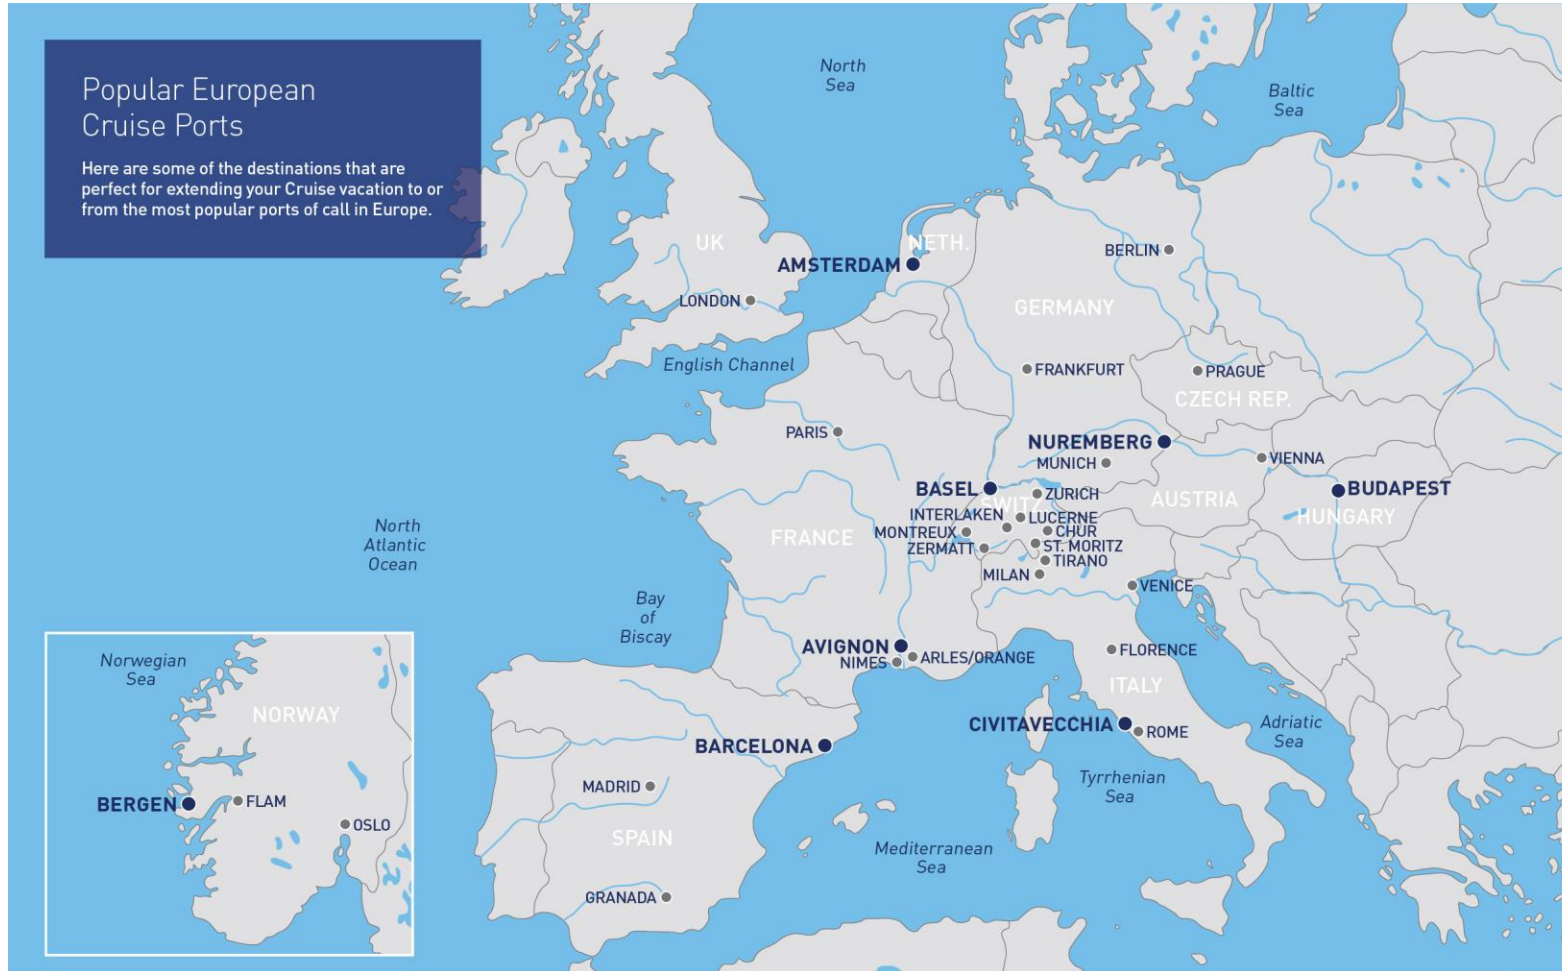 Popular European
Cruise Ports
Here are some of the destinations that are
perfect for extending your Cruise vacation to or
from the most popular ports of call in Europe.
North
Sea
Baltic
Sea
UK
NETH.
AMSTERDAM
BERLIN
LONDON
GERMANY
English Channel
FRANKFURT
PRAGUE
CZECH REP.
PARIS
NUREMBERG
MUNICH
VIENNA
BASEL
ZURICH
SWITZ.
AUSTRIA
BUDAPEST
HUNGARY
INTERLAKEN
LUCERNE
MONTREUX
CHUR
ZERMATT
ST. MORITZ
TIRANO
MILAN
VENICE
FRANCE
North
Atlantic
Ocean
Bay
of
Biscay
AVIGNON
NIMES
ARLES/ORANGE
FLORENCE
ITALY
CIVITAVECCHIA
ROME
Adriatic
Sea
BARCELONA
Tyrrhenian
Sea
MADRID
SPAIN
Mediterranean
Sea
GRANADA
Norwegian
Sea
NORWAY
BERGEN
FLAM
OSLO